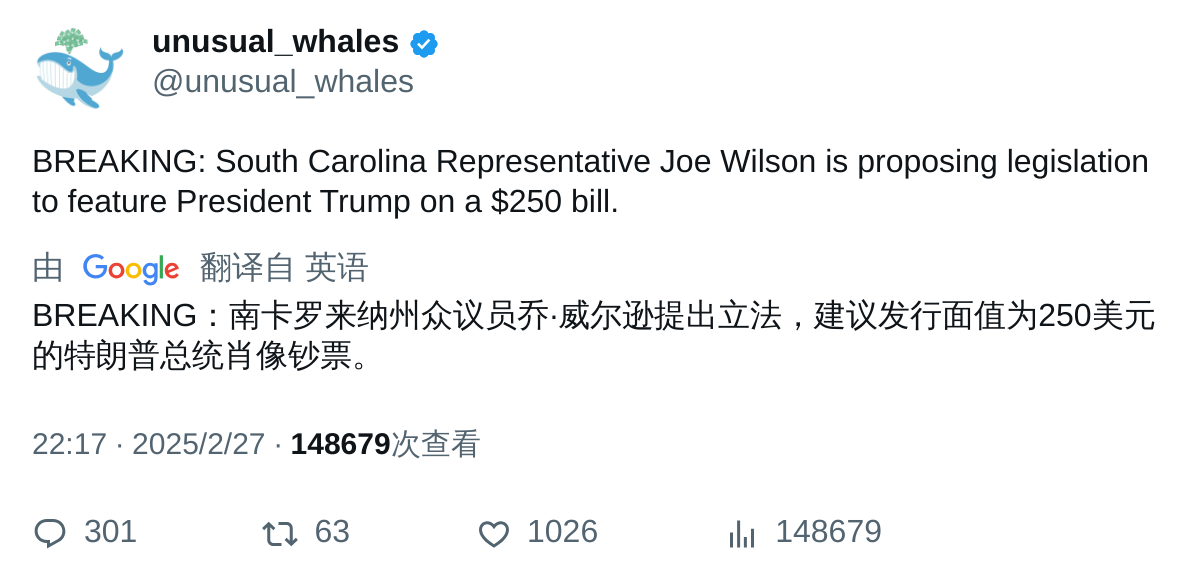 unusual_whales
@unusual_whales
BREAKING: South Carolina Representative Joe Wilson is proposing legislation
to feature President Trump on a $250 bill.
由 Google 翻译自 英语
BREAKING：南卡罗来纳州众议员乔·威尔逊提出立法，建议发行面值为250美元
的特朗普总统肖像钞票。
22:17 · 2025/2/27 · 148679次查看
301 63 1026 148679